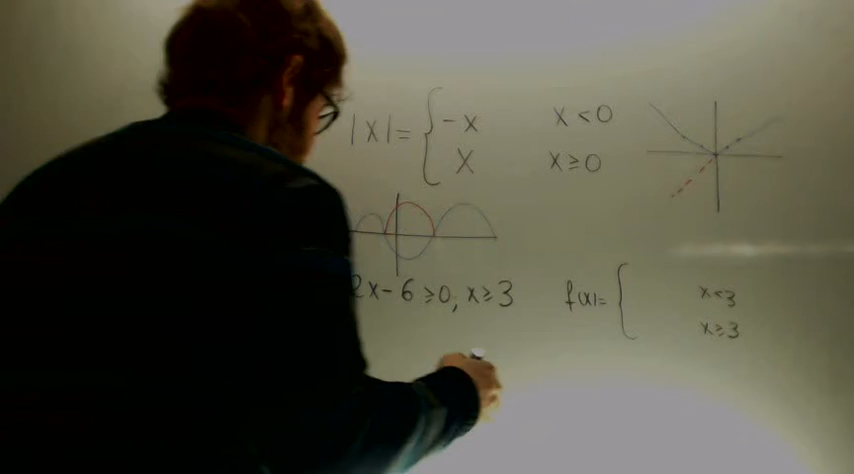 |x|= { -x x<0
x x≥0
2x-6≥0, x≥3
f(x)= { x<3
x≥3